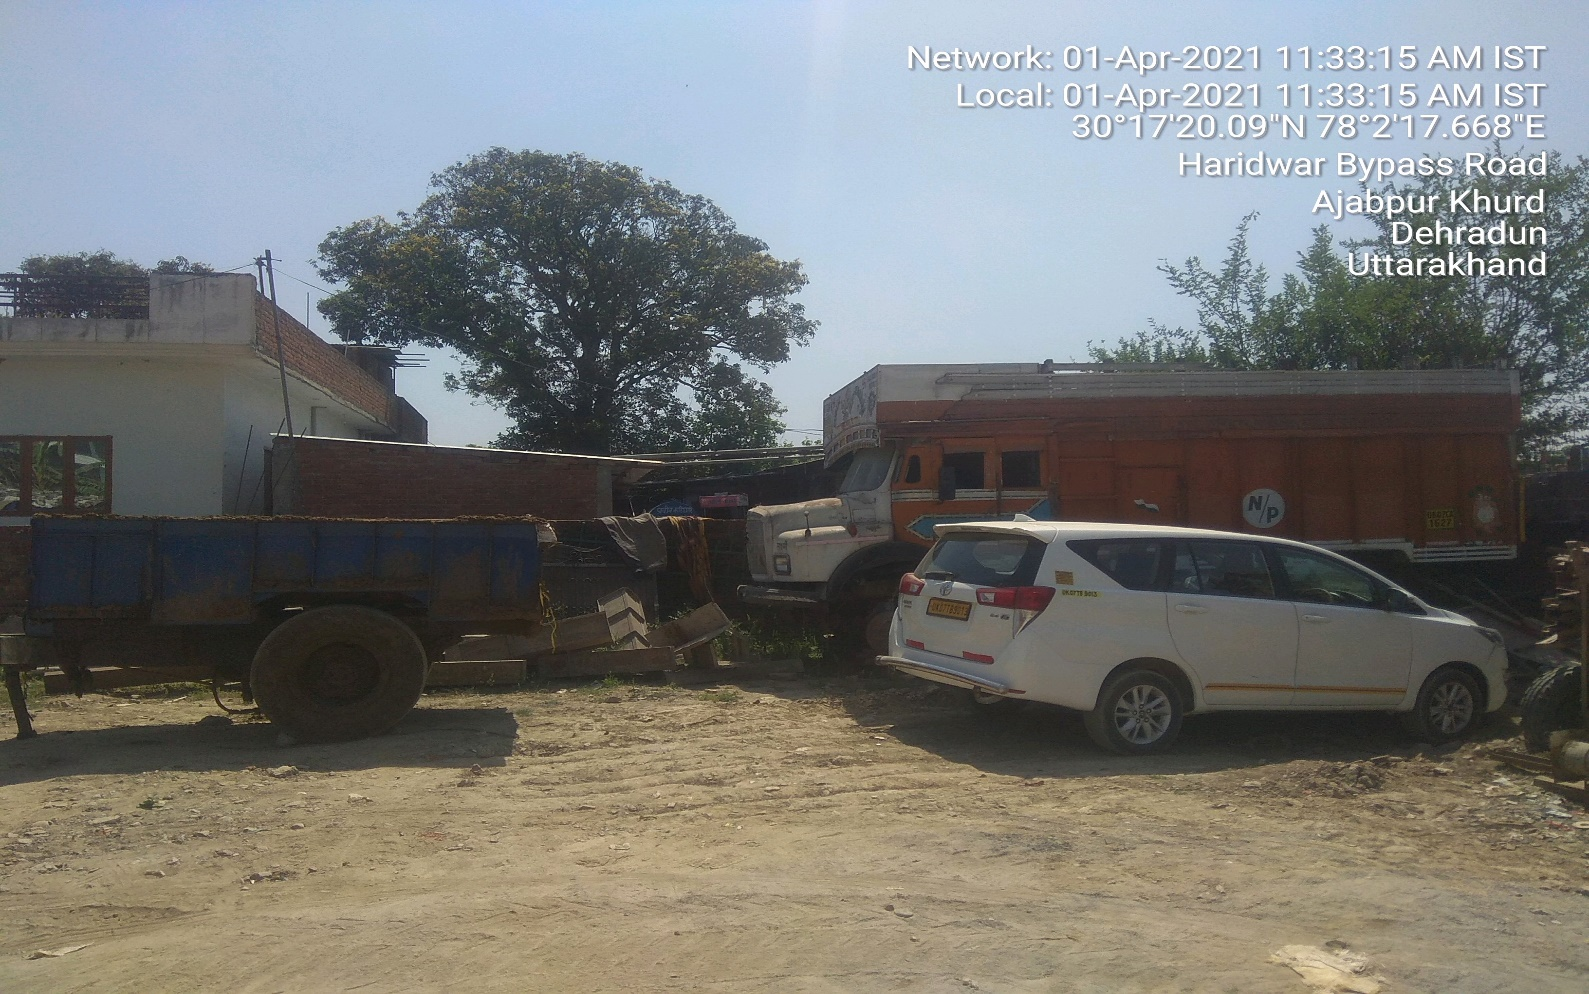 Network: 01-Apr-2021 11:33:15 AM IST
Local: 01-Apr-2021 11:33:15 AM IST
30°17'20.09"N 78°2'17.668"E
Haridwar Bypass Road
Ajabpur Khurd
Dehradun
Uttarakhand
N/P